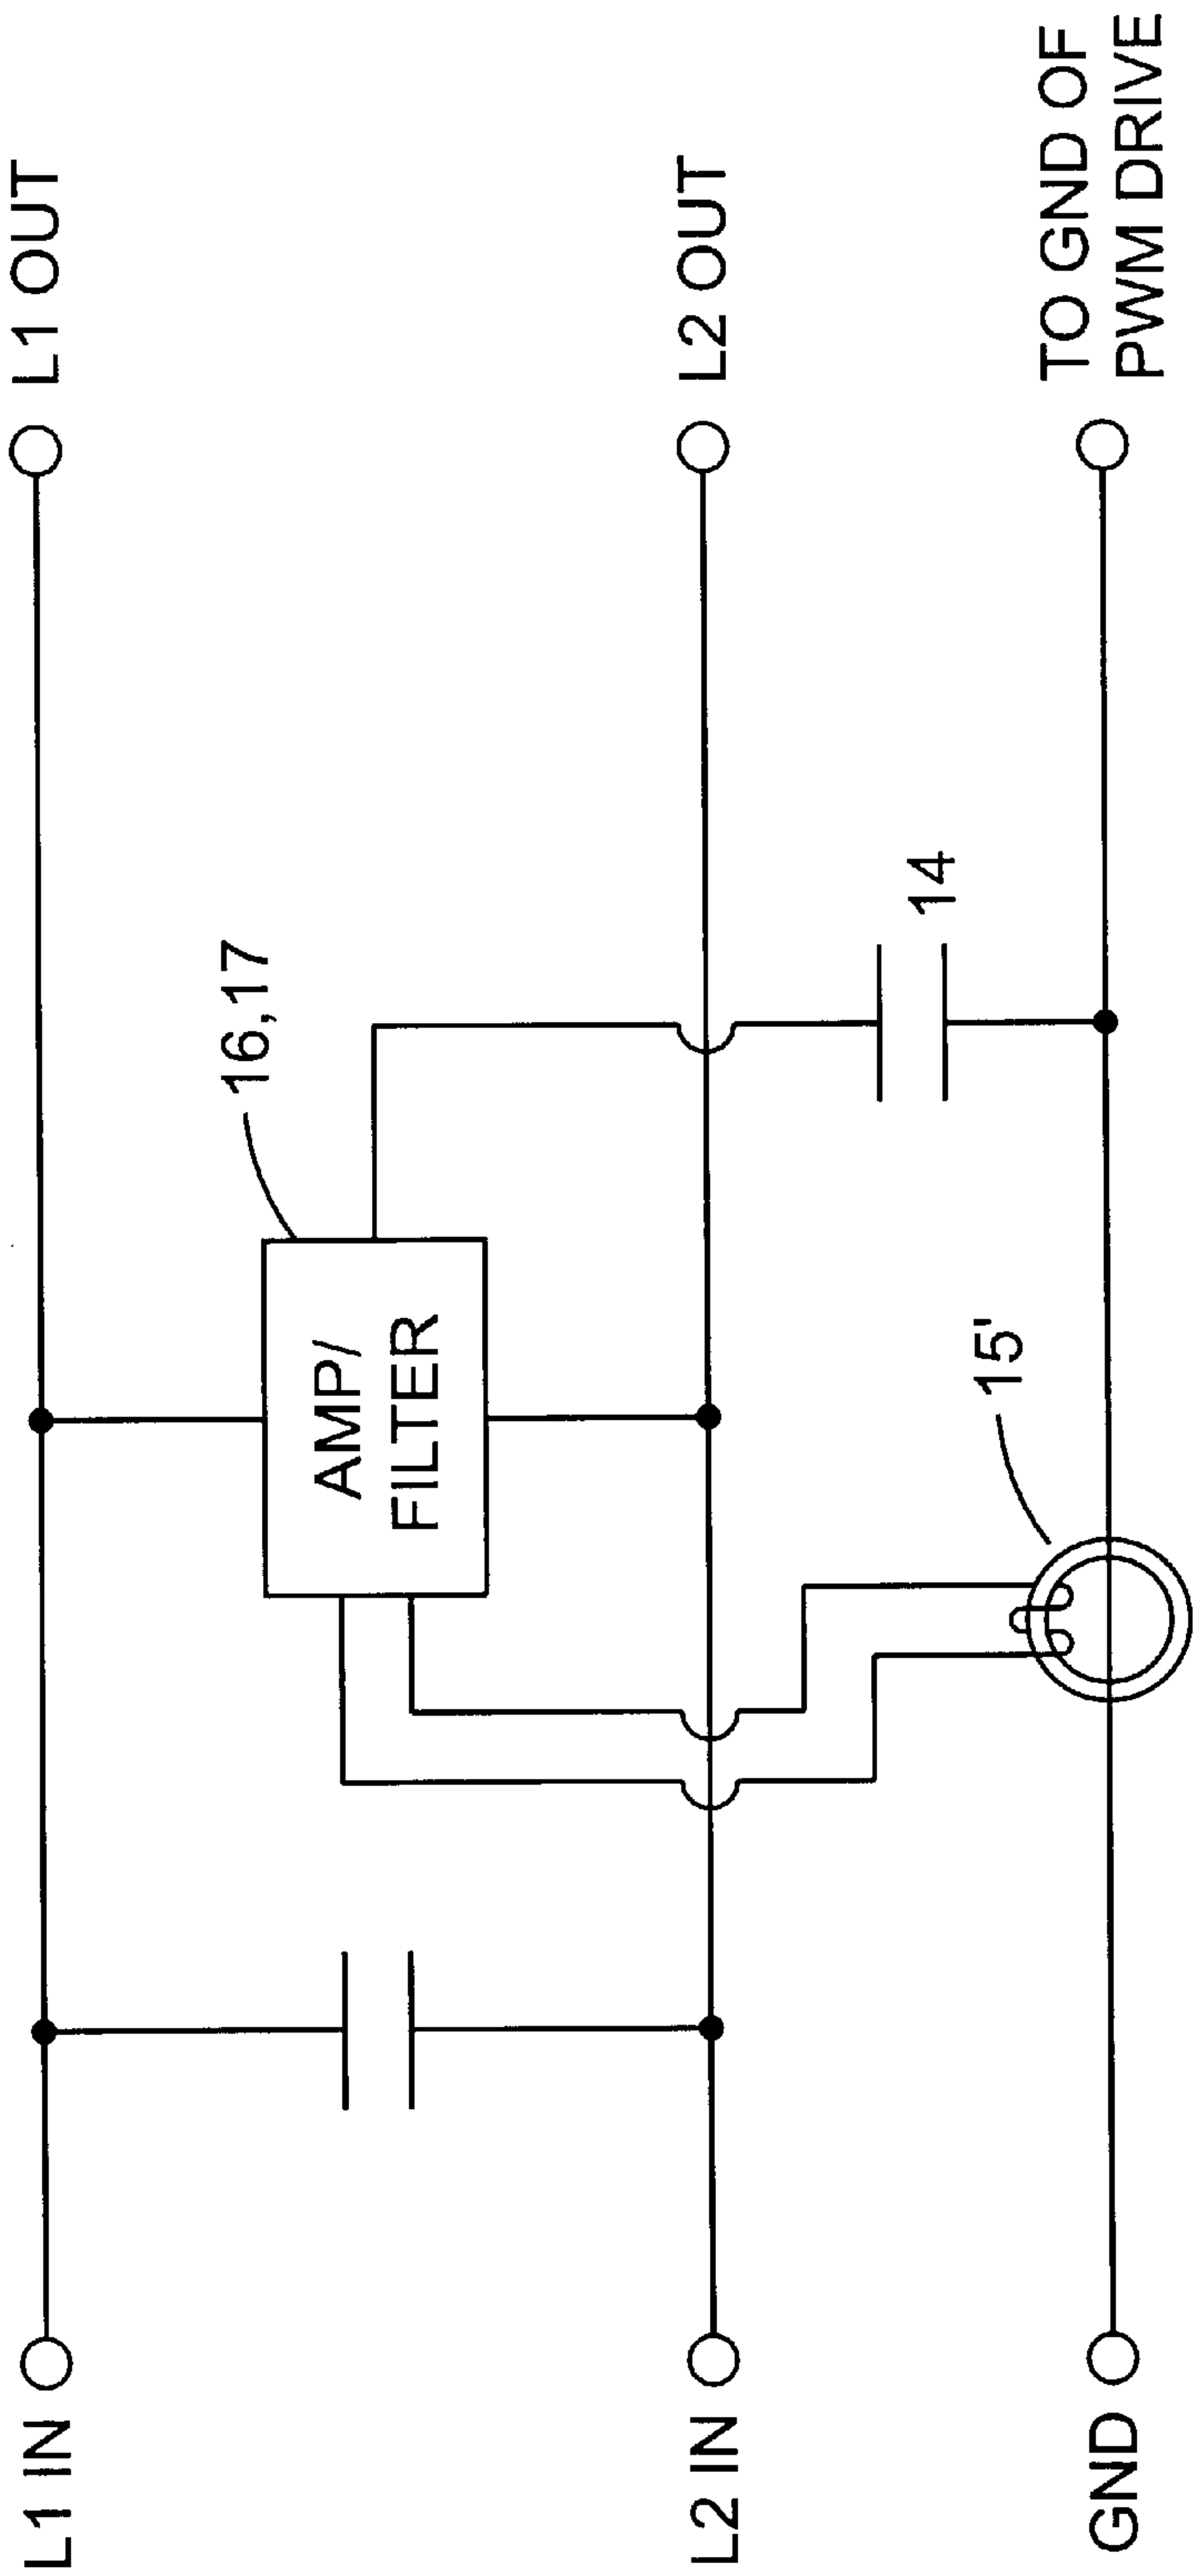 L1 IN
L1 OUT
16,17
AMP/
FILTER
L2 IN
L2 OUT
14
15'
GND
TO GND OF
PWM DRIVE